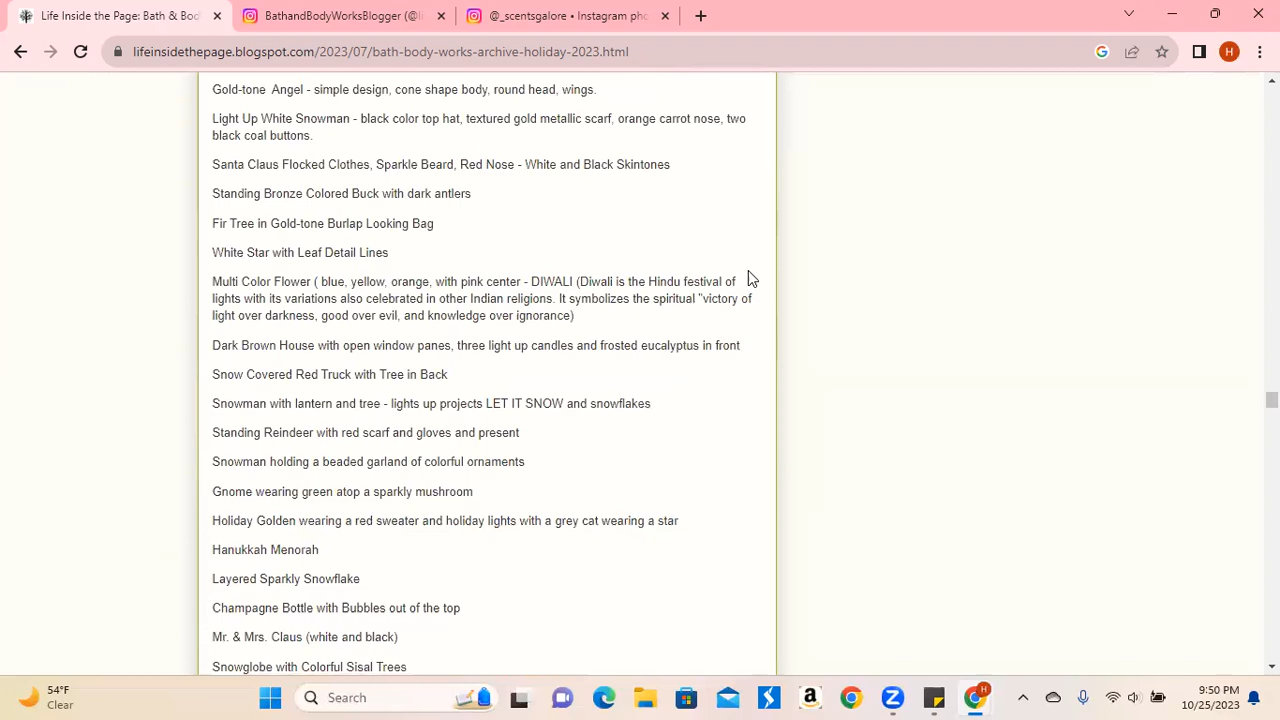 Life Inside the Page: Bath & Bod
BathandBodyWorksBlogger (@li
@_scentsgalore • Instagram pho
lifeinsidethepage.blogspot.com/2023/07/bath-body-works-archive-holiday-2023.html
H
Gold-tone Angel - simple design, cone shape body, round head, wings.
Light Up White Snowman - black color top hat, textured gold metallic scarf, orange carrot nose, two
black coal buttons.
Santa Claus Flocked Clothes, Sparkle Beard, Red Nose - White and Black Skintones
Standing Bronze Colored Buck with dark antlers
Fir Tree in Gold-tone Burlap Looking Bag
White Star with Leaf Detail Lines
Multi Color Flower ( blue, yellow, orange, with pink center - DIWALI (Diwali is the Hindu festival of
lights with its variations also celebrated in other Indian religions. It symbolizes the spiritual "victory of
light over darkness, good over evil, and knowledge over ignorance)
Dark Brown House with open window panes, three light up candles and frosted eucalyptus in front
Snow Covered Red Truck with Tree in Back
Snowman with lantern and tree - lights up projects LET IT SNOW and snowflakes
Standing Reindeer with red scarf and gloves and present
Snowman holding a beaded garland of colorful ornaments
Gnome wearing green atop a sparkly mushroom
Holiday Golden wearing a red sweater and holiday lights with a grey cat wearing a star
Hanukkah Menorah
Layered Sparkly Snowflake
Champagne Bottle with Bubbles out of the top
Mr. & Mrs. Claus (white and black)
Snowglobe with Colorful Sisal Trees
54°F
Clear
Search
9:50 PM
10/25/2023